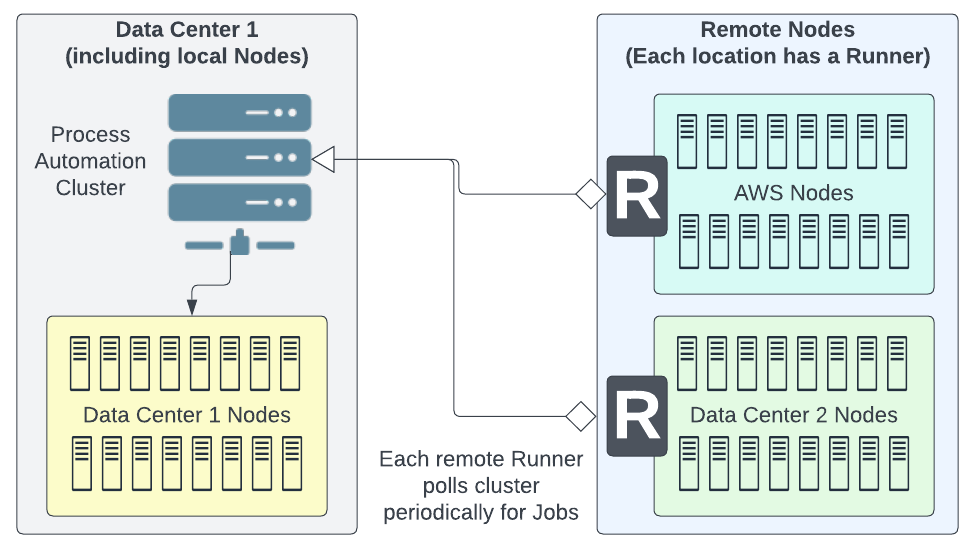 Data Center 1
(including local Nodes)
Process
Automation
Cluster
Data Center 1 Nodes
Each remote Runner
polls cluster
periodically for Jobs
Remote Nodes
(Each location has a Runner)
R
AWS Nodes
R
Data Center 2 Nodes